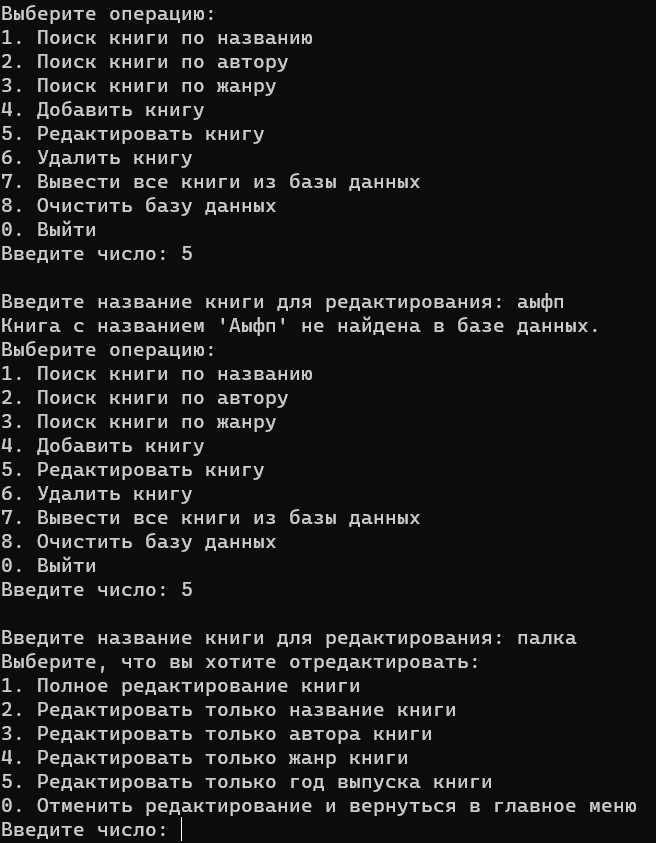 Выберите операцию:
1. Поиск книги по названию
2. Поиск книги по автору
3. Поиск книги по жанру
4. Добавить книгу
5. Редактировать книгу
6. Удалить книгу
7. Вывести все книги из базы данных
8. Очистить базу данных
0. Выйти
Введите число: 5
Введите название книги для редактирования: аыфп
Книга с названием 'Аыфп' не найдена в базе данных.
Выберите операцию:
1. Поиск книги по названию
2. Поиск книги по автору
3. Поиск книги по жанру
4. Добавить книгу
5. Редактировать книгу
6. Удалить книгу
7. Вывести все книги из базы данных
8. Очистить базу данных
0. Выйти
Введите число: 5
Введите название книги для редактирования: палка
Выберите, что вы хотите отредактировать:
1. Полное редактирование книги
2. Редактировать только название книги
3. Редактировать только автора книги
4. Редактировать только жанр книги
5. Редактировать только год выпуска книги
0. Отменить редактирование и вернуться в главное меню
Введите число: